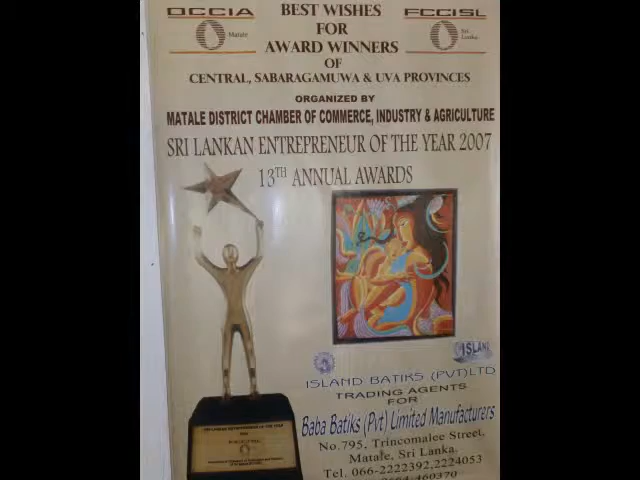 DCCIA
Matale
FCCISL
Sri
Lanka
BEST WISHES
FOR
AWARD WINNERS
OF
CENTRAL, SABARAGAMUWA & UVA PROVINCES
ORGANIZED BY
MATALE DISTRICT CHAMBER OF COMMERCE, INDUSTRY & AGRICULTURE
SRI LANKAN ENTREPRENEUR OF THE YEAR 2007
13TH ANNUAL AWARDS
ISLAND
ISLAND BATIKS (PVT) LTD
TRADING AGENTS
FOR
Baba Batiks (Pvt) Limited Manufacturers
No.795, Trincomalee Street,
Matale, Sri Lanka.
Tel. 066-2222392,2224053